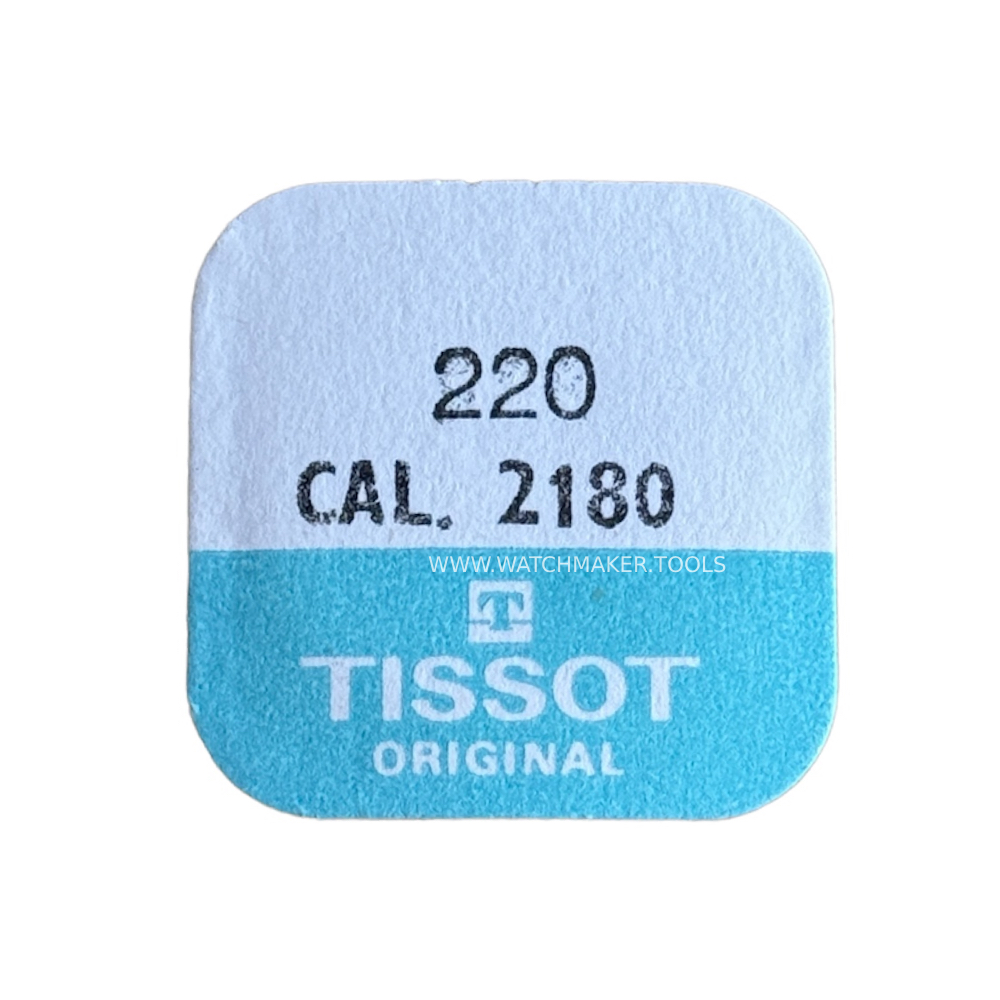 220
CAL. 2180
WWW.WATCHMAKER.TOOLS
T
TISSOT
ORIGINAL